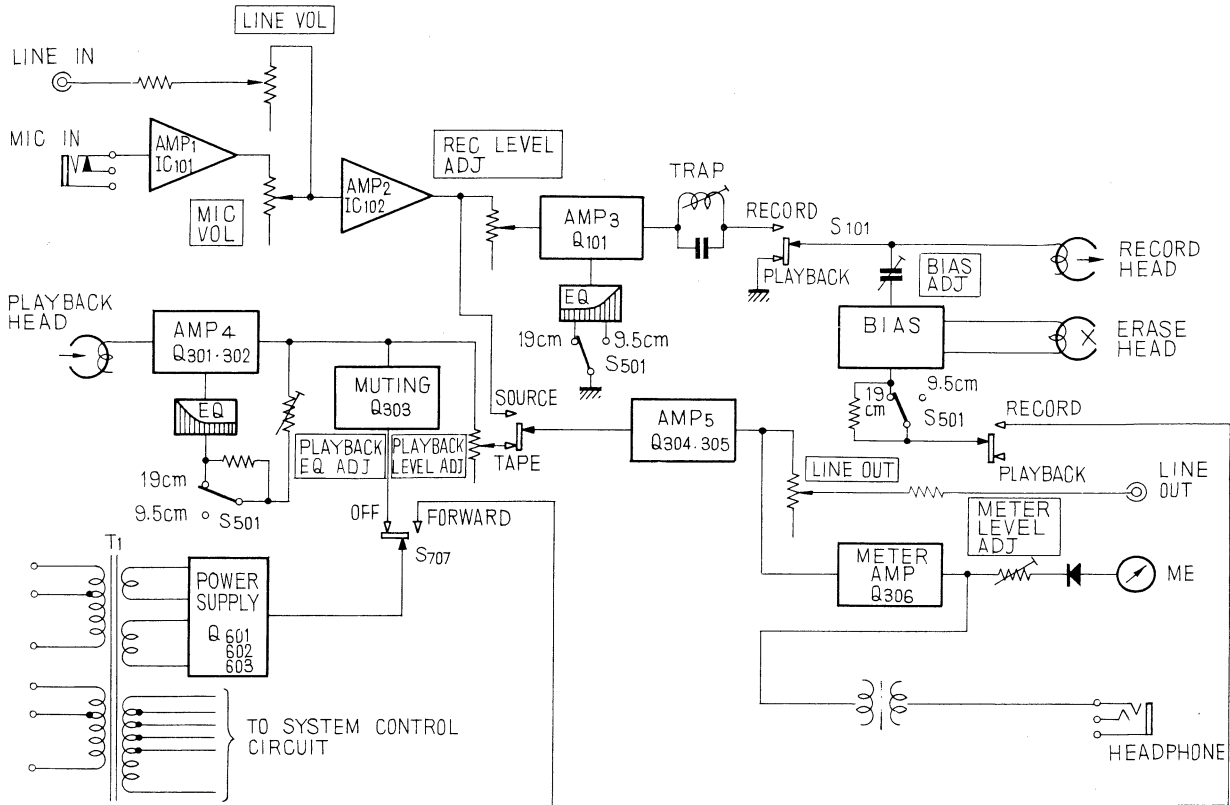 LINE VOL
LINE IN
MIC IN
AMP1
IC101
MIC
VOL
AMP2
IC102
REC LEVEL
ADJ
AMP3
Q101
TRAP
RECORD
S101
PLAYBACK
BIAS
ADJ
RECORD
HEAD
EQ
19cm
9.5cm
S501
BIAS
ERASE
HEAD
PLAYBACK
HEAD
AMP4
Q301·302
EQ
19cm
9.5cm
S501
MUTING
Q303
PLAYBACK
EQ ADJ
PLAYBACK
LEVEL ADJ
SOURCE
TAPE
AMP5
Q304.305
19
cm
9.5cm
S501
RECORD
PLAYBACK
LINE OUT
LINE
OUT
OFF
FORWARD
S707
METER
LEVEL
ADJ
METER
AMP
Q306
ME
T1
POWER
SUPPLY
Q601
602
603
TO SYSTEM CONTROL
CIRCUIT
HEADPHONE